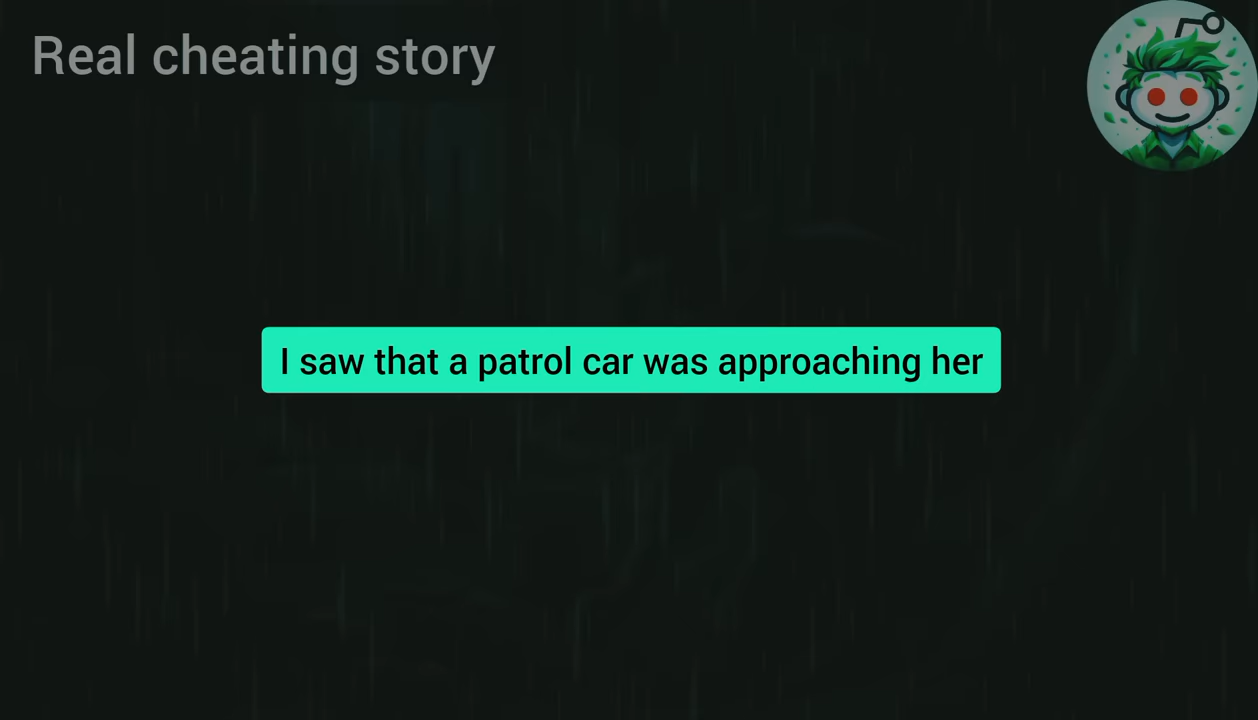 Real cheating story
I saw that a patrol car was approaching her